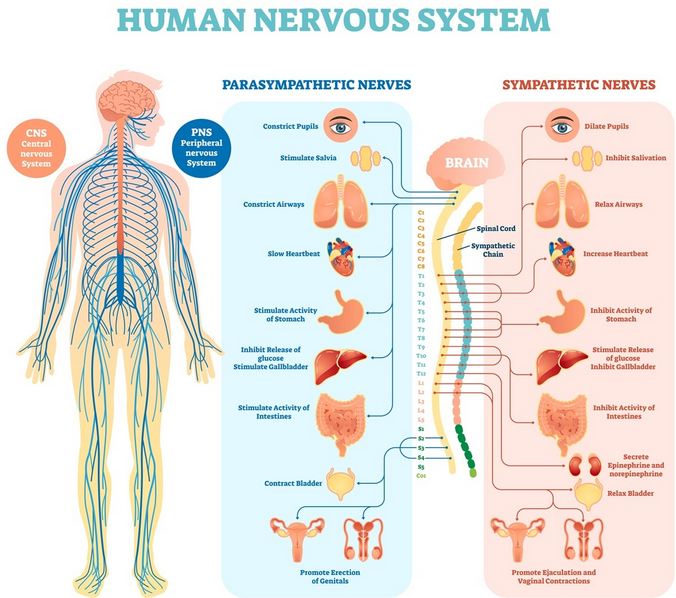 HUMAN NERVOUS SYSTEM
PARASYMPATHETIC NERVES
SYMPATHETIC NERVES
CNS
Central
nervous
System
PNS
Peripheral
nervous
System
Constrict Pupils
Stimulate Salvia
Constrict Airways
Slow Heartbeat
Stimulate Activity
of Stomach
Inhibit Release of
glucose
Stimulate Gallbladder
Stimulate Activity of
Intestines
Contract Bladder
Promote Erection
of Genitals
BRAIN
Spinal Cord
Sympathetic
Chain
C1
C2
C3
C4
C5
C6
C7
C8
T1
T2
T3
T4
T5
T6
T7
T8
T9
T10
T11
T12
L1
L2
L3
L4
L5
S1
S2
S3
S4
S5
Co1
Dilate Pupils
Inhibit Salivation
Relax Airways
Increase Heartbeat
Inhibit Activity of
Stomach
Stimulate Release
of glucose
Inhibit Gallbladder
Inhibit Activity of
Intestines
Secrete
Epinephrine and
norepinephrine
Relax Bladder
Promote Ejaculation and
Vaginal Contractions